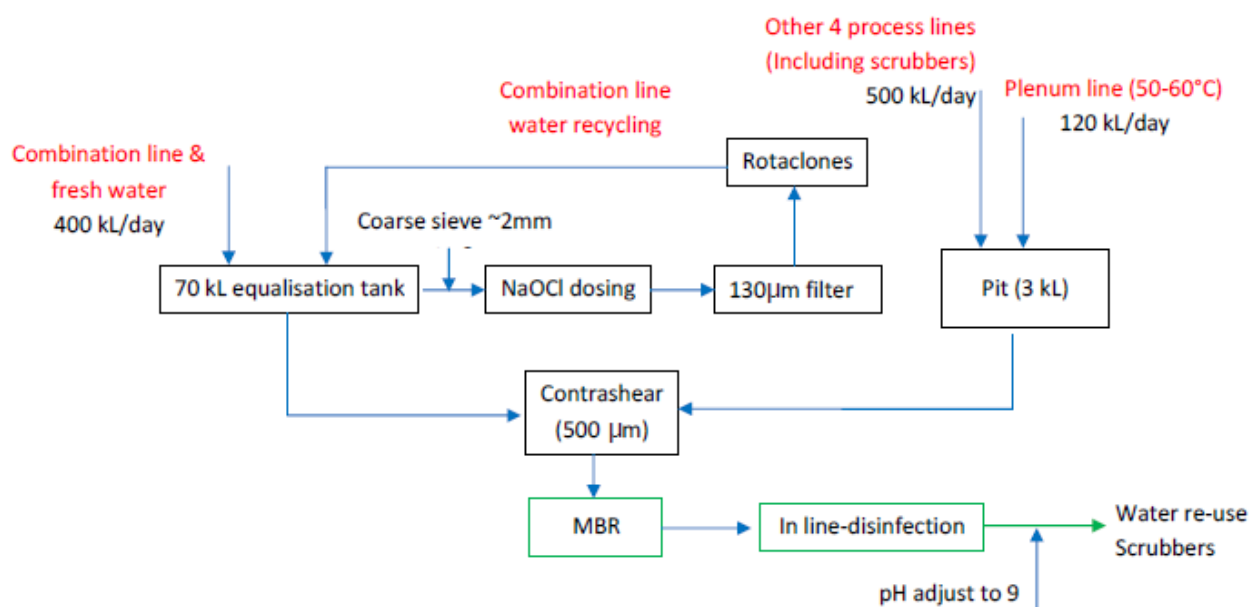 Other 4 process lines
(Including scrubbers)
500 kL/day
Plenum line (50-60°C)
120 kL/day
Combination line
water recycling
Combination line &
fresh water
400 kL/day
Rotaclones
Coarse sieve ~2mm
70 kL equalisation tank
NaOCl dosing
130µm filter
Pit (3 kL)
Contrashear
(500 µm)
MBR
In line-disinfection
Water re-use
Scrubbers
pH adjust to 9